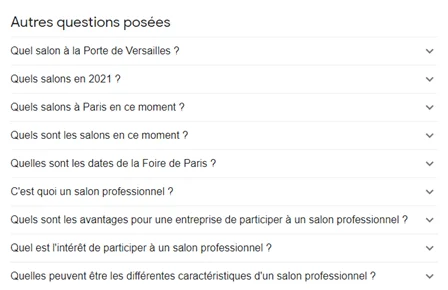 Autres questions posées
Quel salon à la Porte de Versailles ?
Quels salons en 2021 ?
Quels salons à Paris en ce moment ?
Quels sont les salons en ce moment ?
Quelles sont les dates de la Foire de Paris ?
C'est quoi un salon professionnel ?
Quels sont les avantages pour une entreprise de participer à un salon professionnel ?
Quel est l'intérêt de participer à un salon professionnel ?
Quelles peuvent être les différentes caractéristiques d'un salon professionnel ?